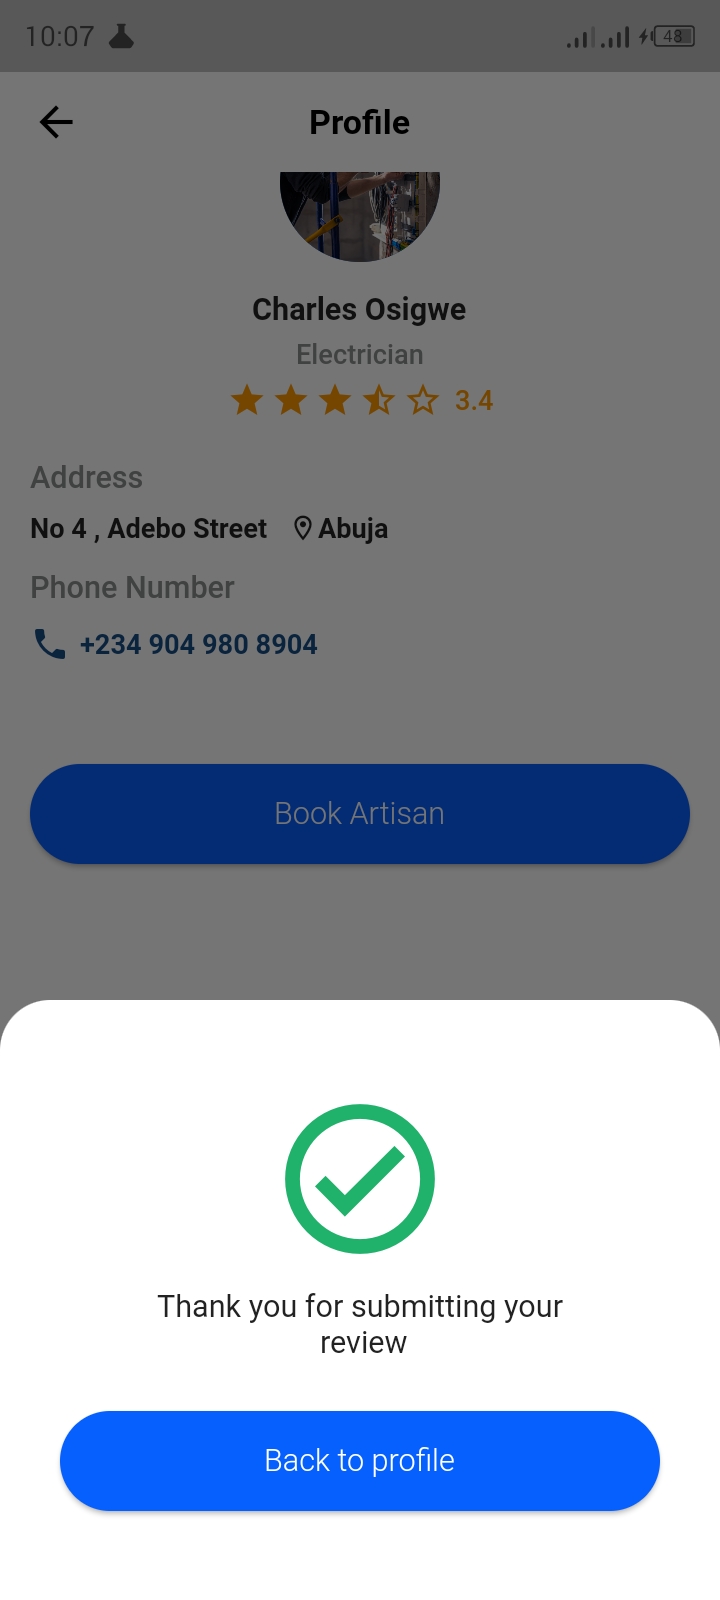 10:07
48
Profile
Charles Osigwe
Electrician
3.4
Address
No 4 , Adebo Street Abuja
Phone Number
+234 904 980 8904
Book Artisan
Thank you for submitting your
review
Back to profile